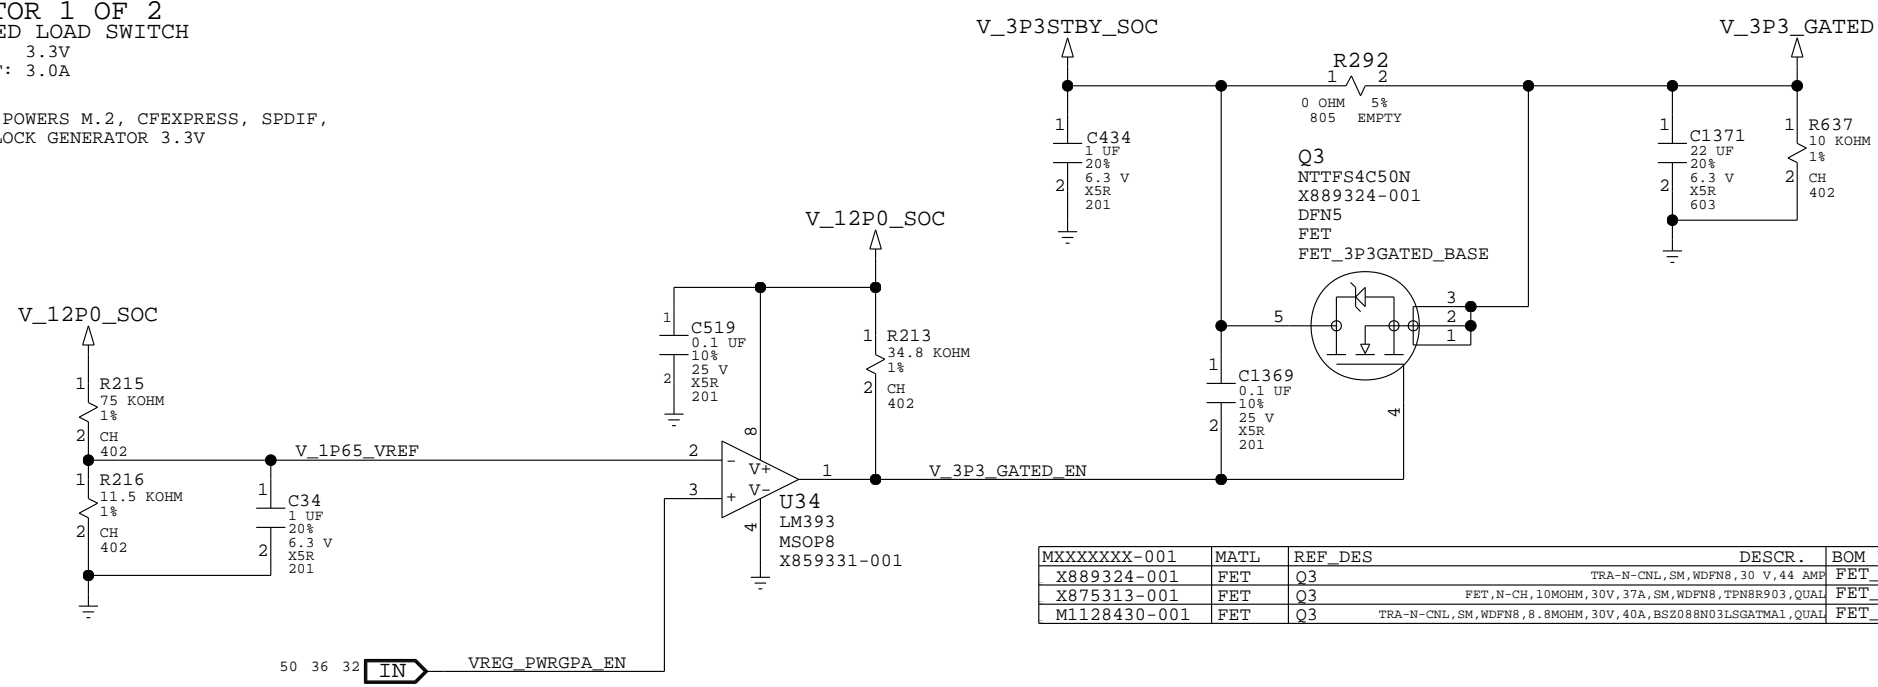 TOR 1 OF 2
ED LOAD SWITCH
3.3V
: 3.0A
POWERS M.2, CFEXPRESS, SPDIF,
LOCK GENERATOR 3.3V
V_3P3STBY_SOC
V_3P3_GATED
R292
1 2
0 OHM 5%
805 EMPTY
1
C434
1 UF
20%
6.3 V
2
X5R
201
Q3
NTTFS4C50N
X889324-001
DFN5
FET
FET_3P3GATED_BASE
1
C1371
22 UF
20%
6.3 V
2
X5R
603
1 R637
10 KOHM
1%
2 CH
402
V_12P0_SOC
1
C519
0.1 UF
10%
25 V
2
X5R
201
1 R213
34.8 KOHM
1%
2 CH
402
5
3
2
1
4
1
C1369
0.1 UF
10%
25 V
2
X5R
201
V_12P0_SOC
1 R215
75 KOHM
1%
2 CH
402
V_1P65_VREF
1 R216
11.5 KOHM
1%
2 CH
402
1
C34
1 UF
20%
6.3 V
2
X5R
201
2
3
8
- V+
+ V-
4
1
U34
LM393
MSOP8
X859331-001
V_3P3_GATED_EN
50 36 32 IN VREG_PWRGPA_EN
MXXXXXXX-001 MATL REF_DES DESCR. BOM
X889324-001 FET Q3 TRA-N-CNL,SM,WDFN8,30 V,44 AMP FET_
X875313-001 FET Q3 FET,N-CH,10MOHM,30V,37A,SM,WDFN8,TPN8R903,QUAL FET_
M1128430-001 FET Q3 TRA-N-CNL,SM,WDFN8,8.8MOHM,30V,40A,BSZ088N03LSGATMA1,QUAL FET_